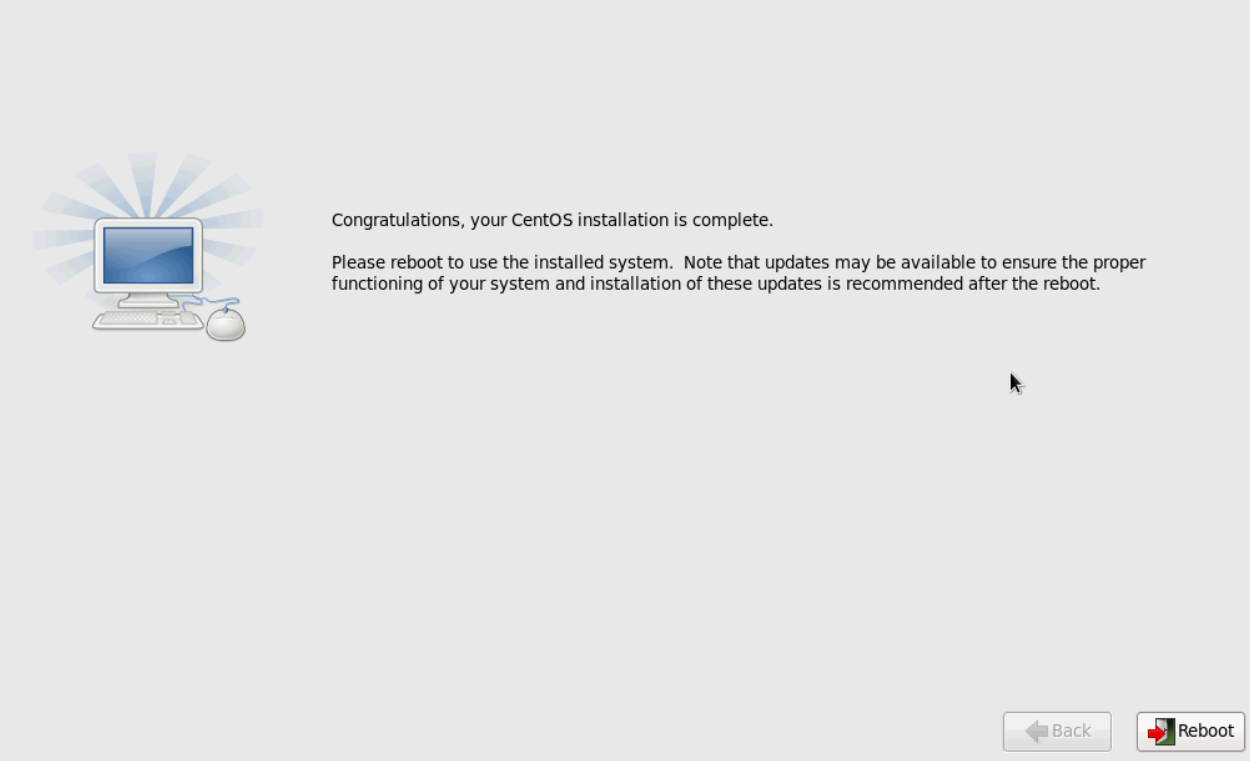 Congratulations, your CentOS installation is complete.
Please reboot to use the installed system.  Note that updates may be available to ensure the proper
functioning of your system and installation of these updates is recommended after the reboot.
Back
Reboot